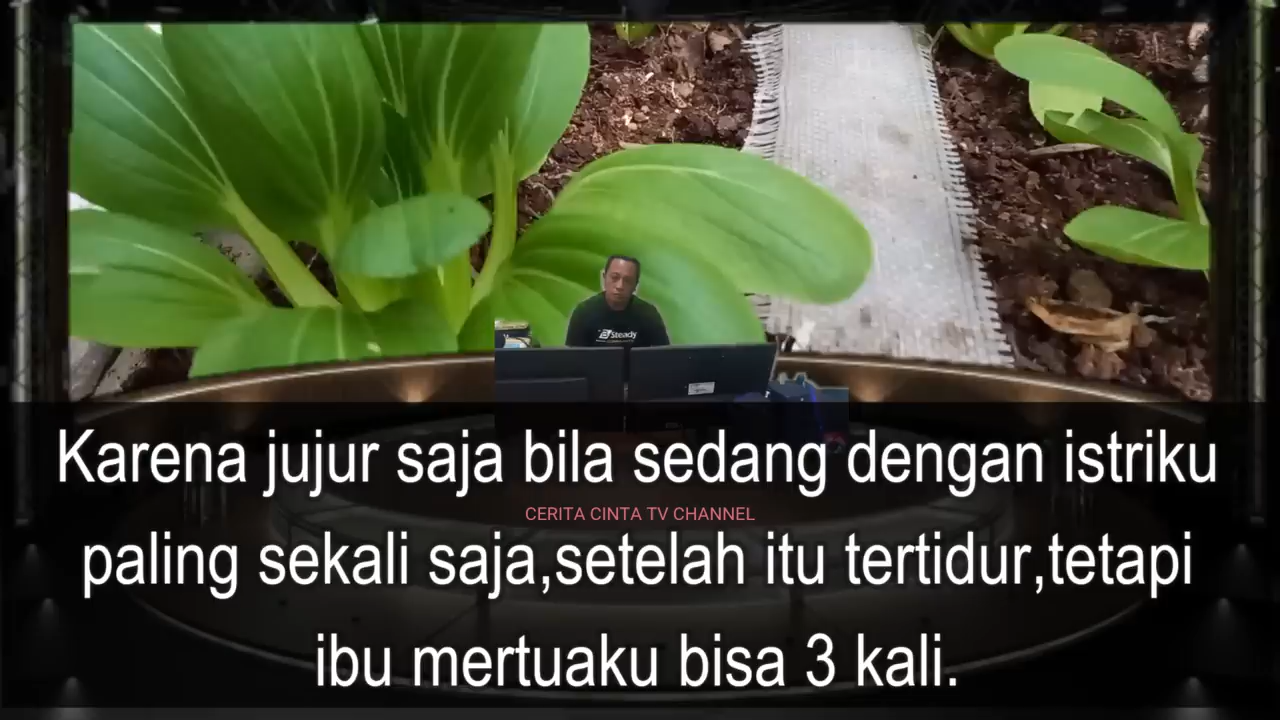 Steady
Karena jujur saja bila sedang dengan istriku
CERITA CINTA TV CHANNEL
paling sekali saja,setelah itu tertidur,tetapi
ibu mertuaku bisa 3 kali.